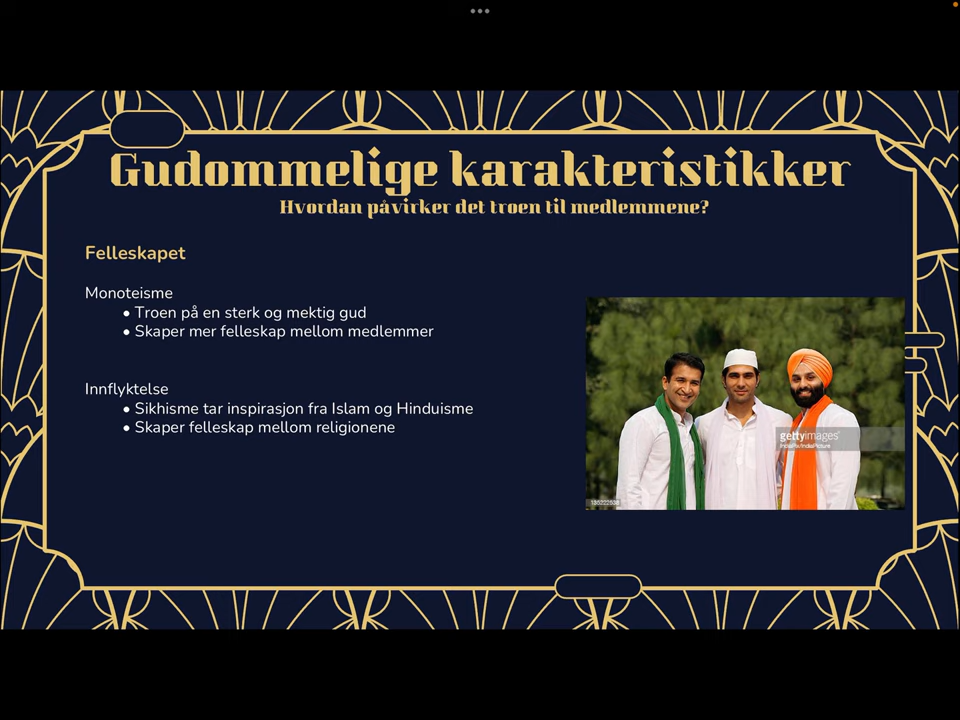 Gudommelige karakteristikker
Hvordan påvirker det troen til medlemmene?
Felleskapet
Monoteisme
• Troen på en sterk og mektig gud
• Skaper mer felleskap mellom medlemmer
Innflyktelse
• Sikhisme tar inspirasjon fra Islam og Hinduisme
• Skaper felleskap mellom religionene
gettyimages